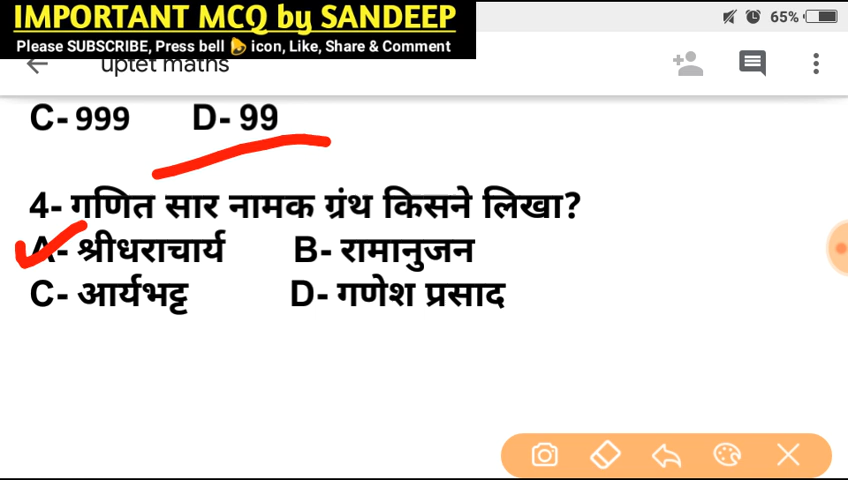 IMPORTANT MCQ by SANDEEP
Please SUBSCRIBE, Press bell icon, Like, Share & Comment
65%
uptet maths
C- 999 D- 99
4- गणित सार नामक ग्रंथ किसने लिखा?
A- श्रीधराचार्य B- रामानुजन
C- आर्यभट्ट D- गणेश प्रसाद